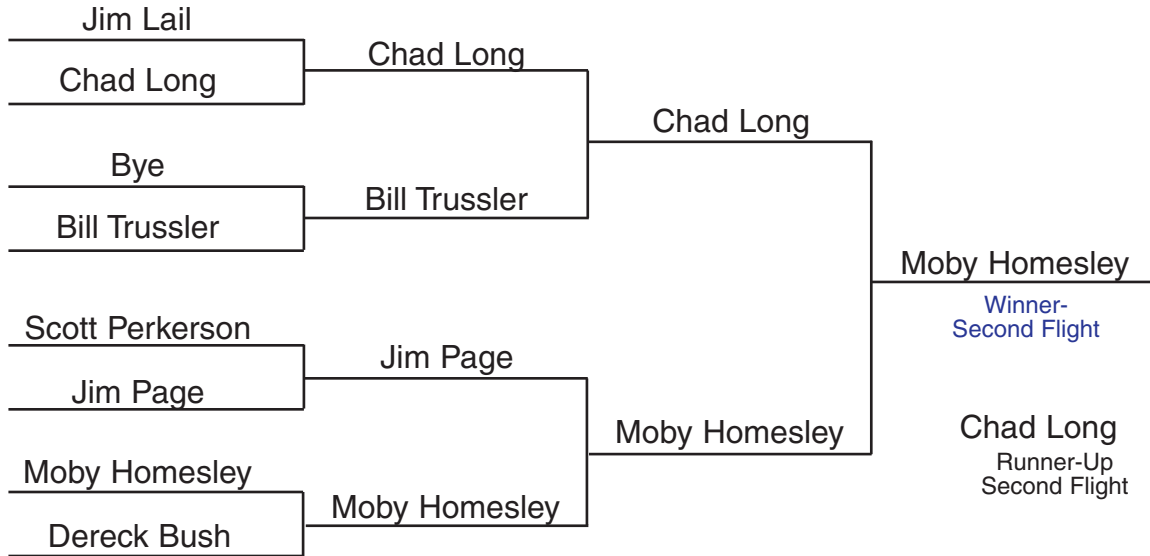 Jim Lail
Chad Long
Bye
Bill Trussler
Scott Perkerson
Jim Page
Moby Homesley
Dereck Bush
Chad Long
Bill Trussler
Jim Page
Moby Homesley
Chad Long
Moby Homesley
Moby Homesley
Winner-
Second Flight
Chad Long
Runner-Up
Second Flight